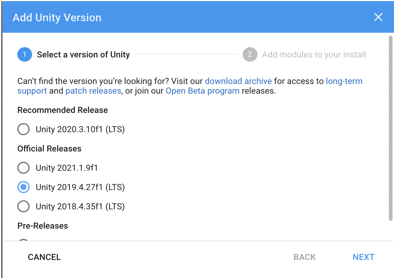 Add Unity Version
1 Select a version of Unity
2 Add modules to your install
Can't find the version you're looking for? Visit our download archive for access to long-term
support and patch releases, or join our Open Beta program releases.
Recommended Release
Unity 2020.3.10f1 (LTS)
Official Releases
Unity 2021.1.9f1
Unity 2019.4.27f1 (LTS)
Unity 2018.4.35f1 (LTS)
Pre-Releases
CANCEL
BACK
NEXT